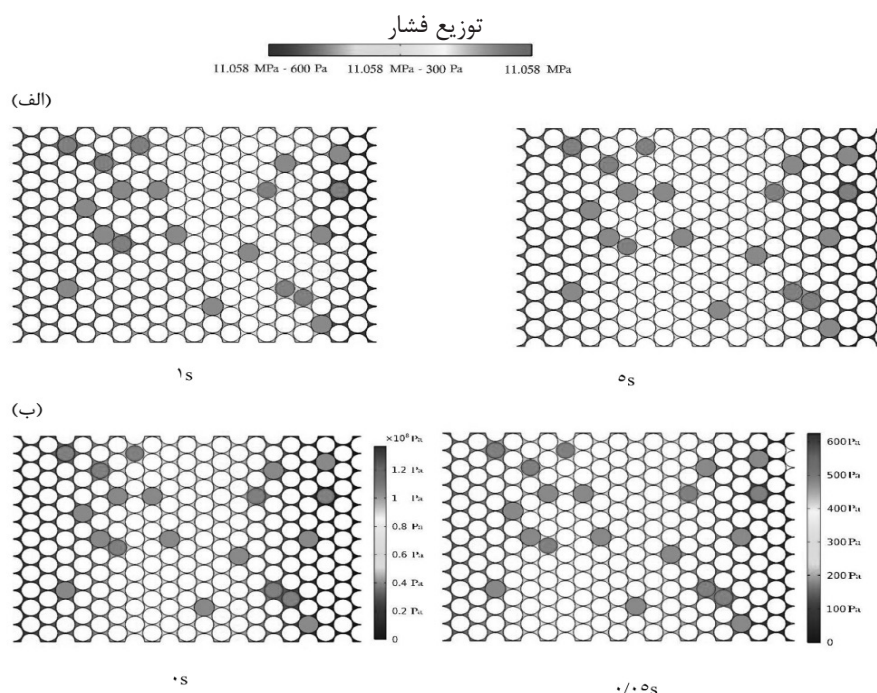 توزیع فشار
11.058 MPa - 600 Pa 11.058 MPa - 300 Pa 11.058 MPa
(الف)
۱s
۵s
(ب)
×10⁸ Pa
1.2 Pa
1 Pa
0.8 Pa
0.6 Pa
0.4 Pa
0.2 Pa
0
600 Pa
500 Pa
400 Pa
300 Pa
200 Pa
100 Pa
0
۰s
۰/۰۵s